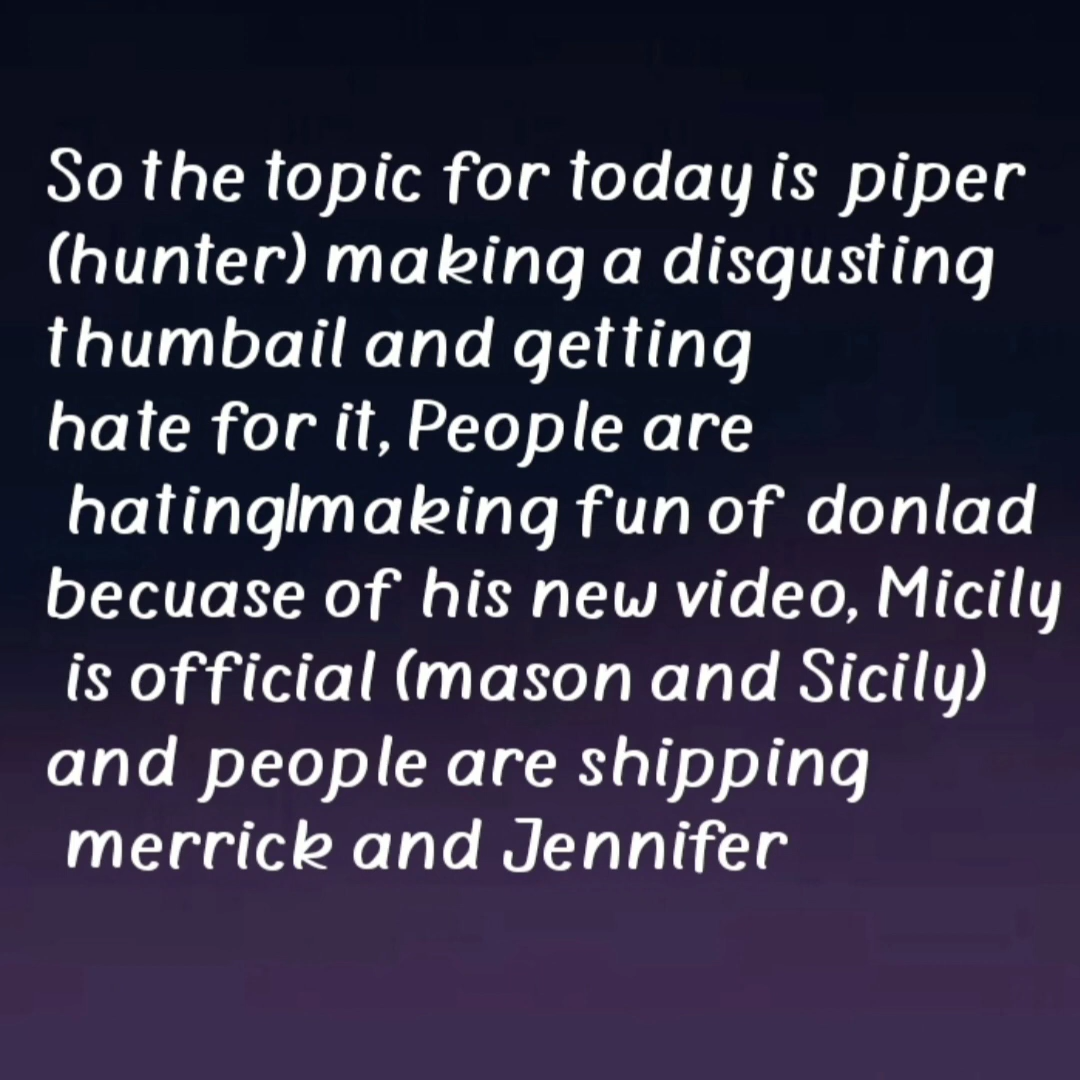 So the topic for today is piper
(hunter) making a disgusting
thumbail and getting
hate for it, People are
hating|making fun of donlad
becuase of his new video, Micily
is official (mason and Sicily)
and people are shipping
merrick and Jennifer